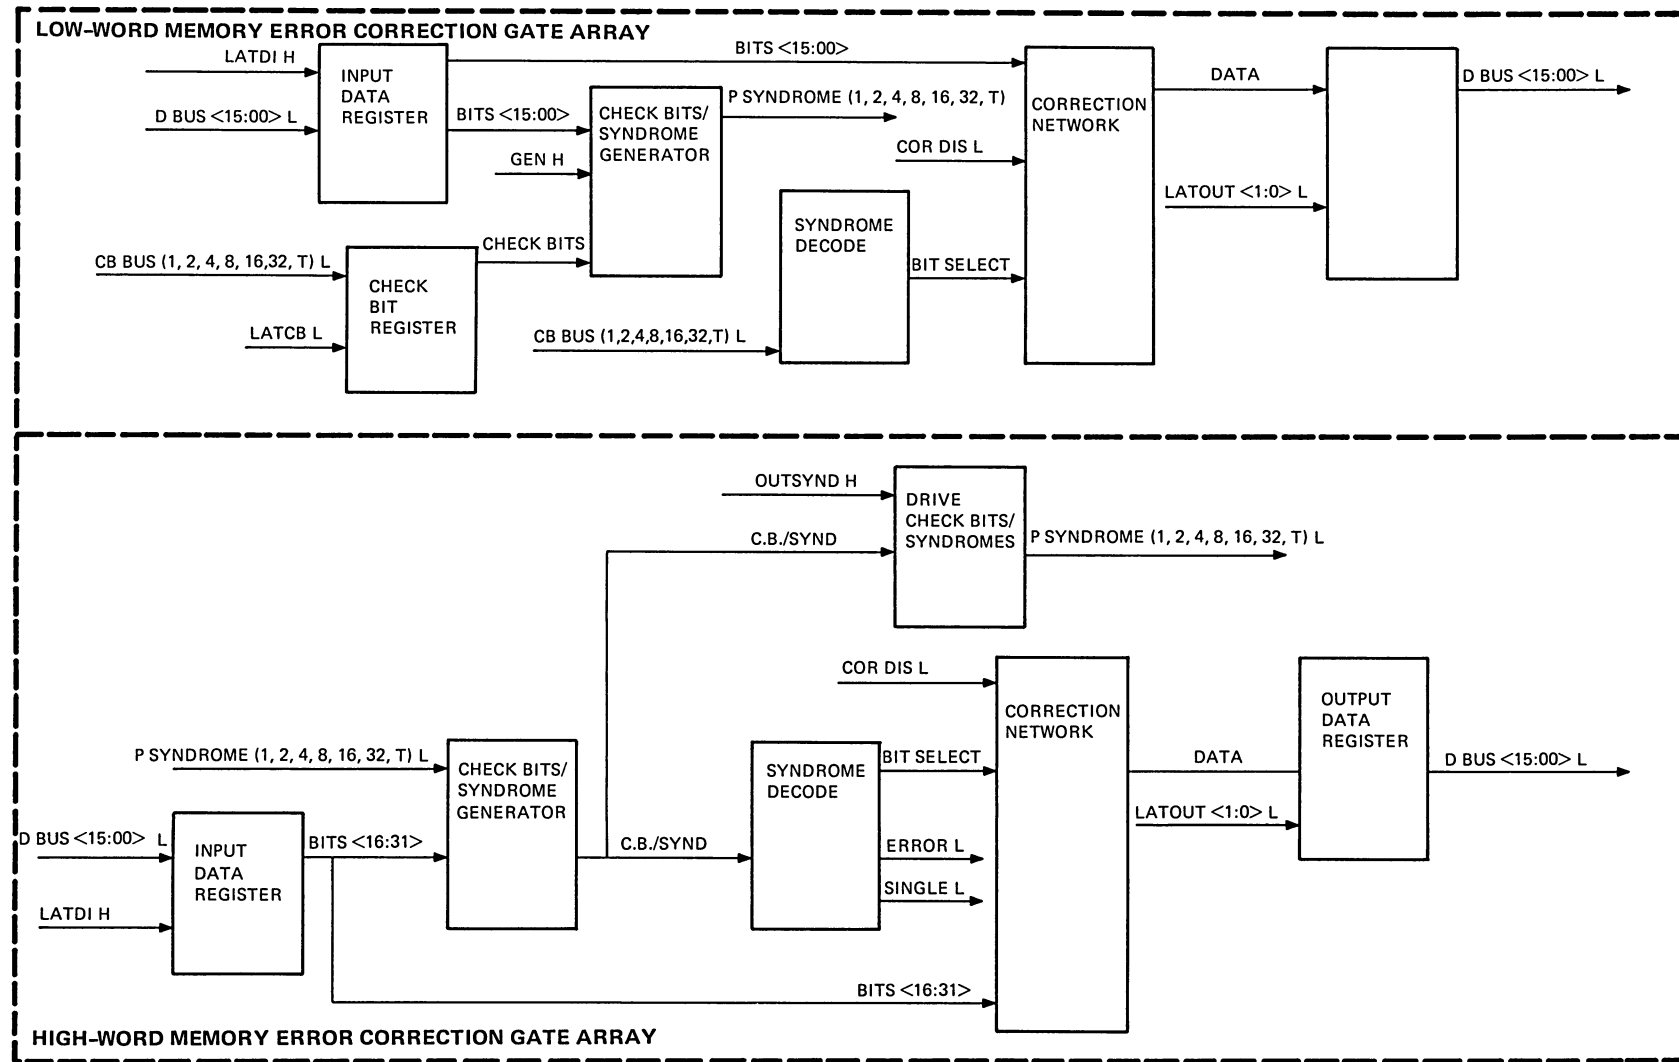 LOW–WORD MEMORY ERROR CORRECTION GATE ARRAY
LATDI H
D BUS <15:00> L
INPUT
DATA
REGISTER
BITS <15:00>
BITS <15:00>
GEN H
CHECK BITS/
SYNDROME
GENERATOR
P SYNDROME (1, 2, 4, 8, 16, 32, T)
COR DIS L
CORRECTION
NETWORK
DATA
LATOUT <1:0> L
D BUS <15:00> L
CB BUS (1, 2, 4, 8, 16,32, T) L
LATCB L
CHECK
BIT
REGISTER
CHECK BITS
CB BUS (1,2,4,8,16,32,T) L
SYNDROME
DECODE
BIT SELECT
OUTSYND H
C.B./SYND
DRIVE
CHECK BITS/
SYNDROMES
P SYNDROME (1, 2, 4, 8, 16, 32, T) L
COR DIS L
P SYNDROME (1, 2, 4, 8, 16, 32, T) L
D BUS <15:00> L
LATDI H
INPUT
DATA
REGISTER
BITS <16:31>
CHECK BITS/
SYNDROME
GENERATOR
C.B./SYND
SYNDROME
DECODE
BIT SELECT
ERROR L
SINGLE L
BITS <16:31>
CORRECTION
NETWORK
DATA
LATOUT <1:0> L
OUTPUT
DATA
REGISTER
D BUS <15:00> L
HIGH–WORD MEMORY ERROR CORRECTION GATE ARRAY